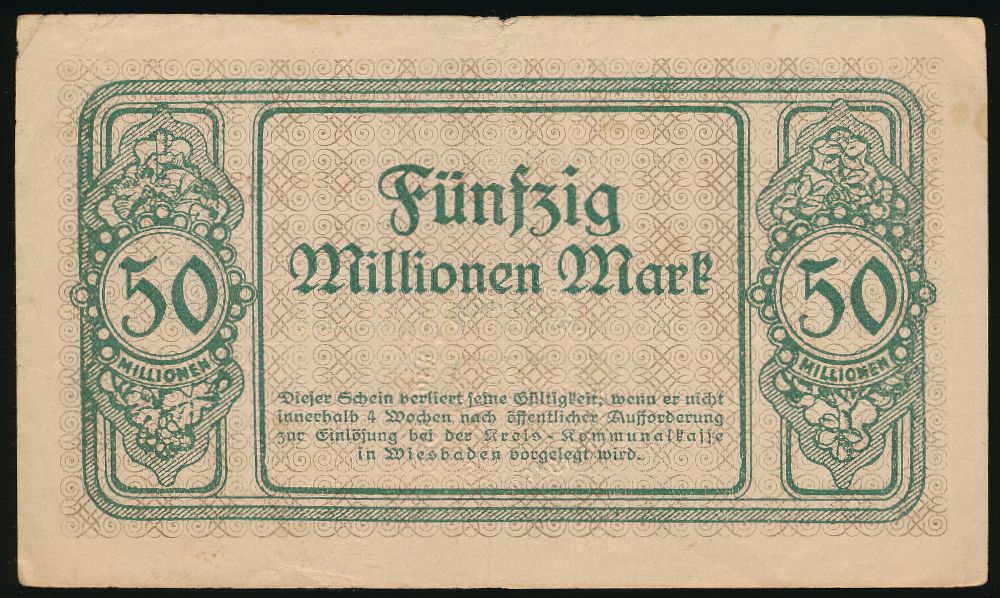 Fünfzig
Millionen Mark
50
MILLIONEN
50
MILLIONEN
Dieser Schein verliert seine Gültigkeit, wenn er nicht
innerhalb 4 Wochen nach öffentlicher Aufforderung
zur Einlösung bei der Kreis-Kommunalkasse
in Wiesbaden vorgelegt wird.